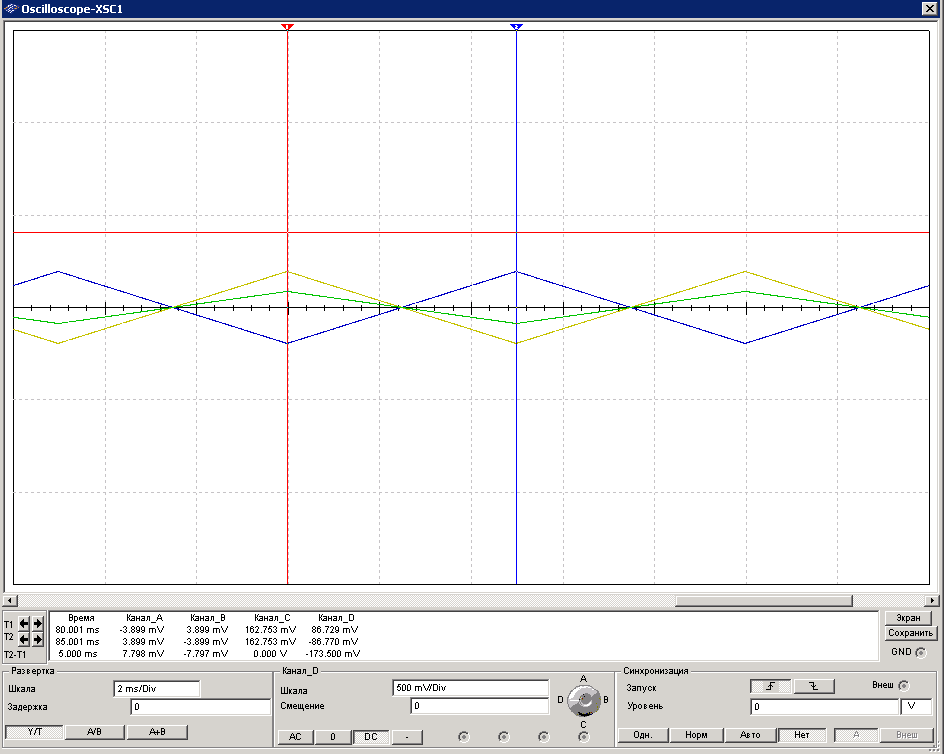 Oscilloscope-XSC1
1
2
Время Канал_A Канал_B Канал_C Канал_D
T1 80.001 ms -3.899 mV 3.899 mV 162.753 mV 86.729 mV
T2 85.001 ms 3.899 mV -3.899 mV 162.753 mV -86.770 mV
T2-T1 5.000 ms 7.798 mV -7.797 mV 0.000 V -173.500 mV
Экран
Сохранить
GND
Развертка
Шкала 2 ms/Div
Задержка 0
Y/T A/B A+B
Канал_D
Шкала 500 mV/Div
Смещение 0
AC 0 DC -
A
D B
C
Синхронизация
Запуск Внеш
Уровень 0 V
Одн. Норм Авто Нет A Внеш